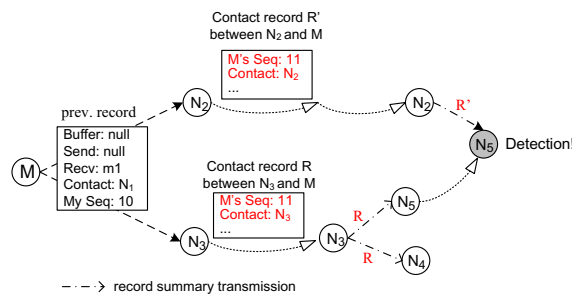 Contact record R'
between N2 and M
M's Seq: 11
Contact: N2
...
N2
N2
R'
prev. record
Buffer: null
Send: null
Recv: m1
Contact: N1
My Seq: 10
M
N5
Detection!
Contact record R
between N3 and M
M's Seq: 11
Contact: N3
...
N3
N3
R
N5
R
N4
record summary transmission